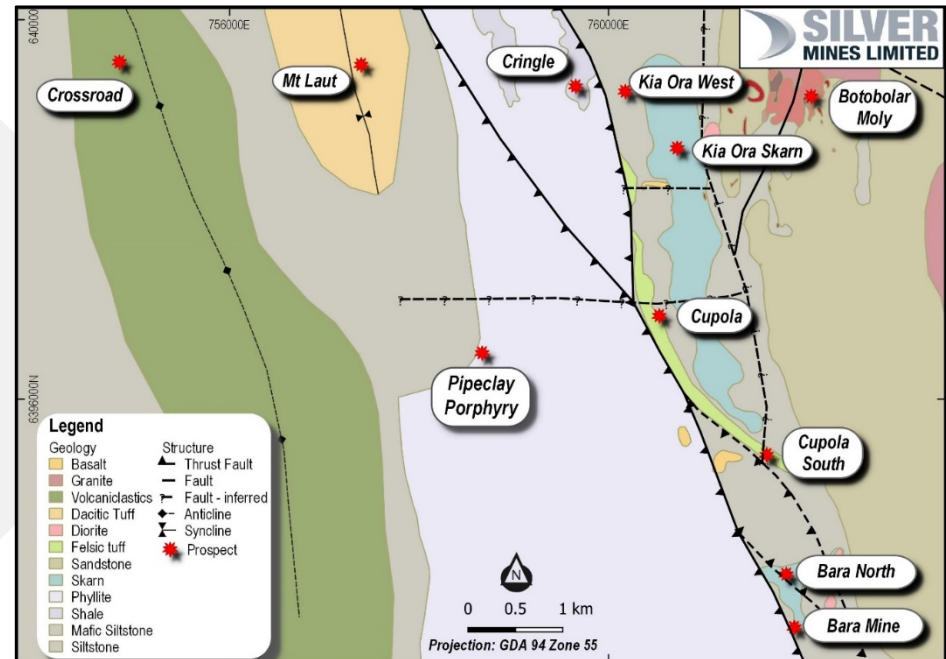 756000E
760000E
640000
6396000N
SILVER
MINES LIMITED
Crossroad
Mt Laut
Cringle
Kia Ora West
Botobolar
Moly
Kia Ora Skarn
Cupola
Pipeclay
Porphyry
Cupola
South
Bara North
Bara Mine
Legend
Geology
Basalt
Granite
Volcaniclastics
Dacitic Tuff
Diorite
Felsic tuff
Sandstone
Skarn
Phyllite
Shale
Mafic Siltstone
Siltstone
Structure
Thrust Fault
Fault
Fault - inferred
Anticline
Syncline
Prospect
N
0 0.5 1 km
Projection: GDA 94 Zone 55